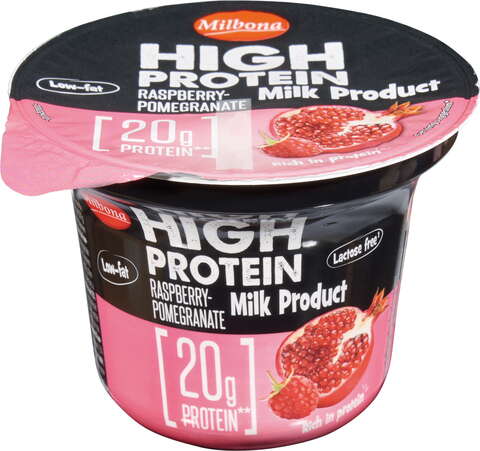 Milbona
HIGH
PROTEIN
RASPBERRY-
POMEGRANATE
Milk Product
Low-fat
[20g
PROTEIN**]
Rich in protein
Milbona
HIGH
PROTEIN
RASPBERRY-
POMEGRANATE
Milk Product
Low-fat
Lactose free¹
[20g
PROTEIN**]
Rich in protein